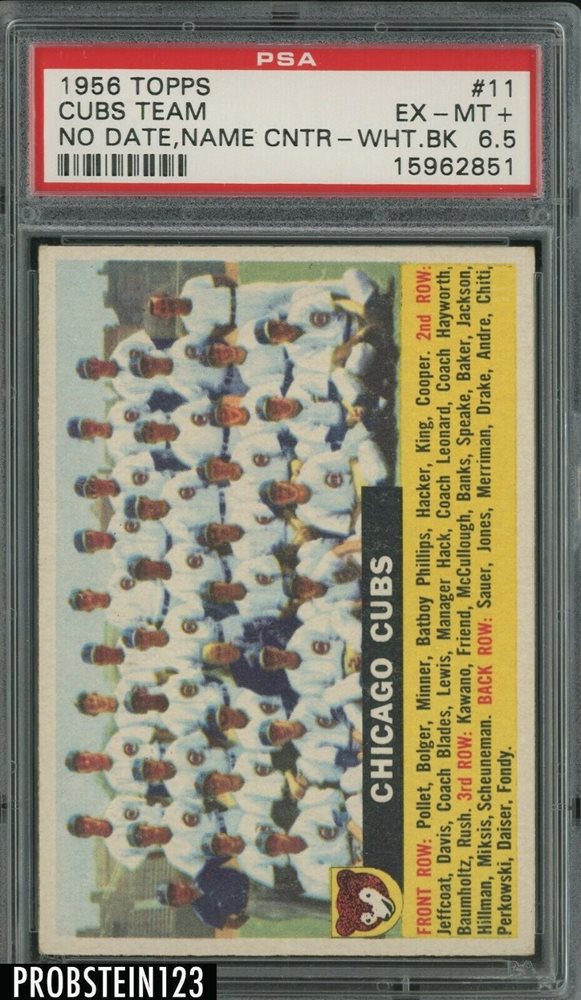 PSA
1956 TOPPS #11
CUBS TEAM EX-MT+
NO DATE,NAME CNTR-WHT.BK 6.5
15962851
CHICAGO CUBS
FRONT ROW: Pollet, Bolger, Minner, Batboy Phillips, Hacker, King, Cooper. 2nd ROW:
Jeffcoat, Davis, Coach Blades, Lewis, Manager Hack, Coach Leonard, Coach Hayworth,
Baumholtz, Rush. 3rd ROW: Kawano, Friend, McCullough, Banks, Speake, Baker, Jackson,
Hillman, Miksis, Scheuneman. BACK ROW: Sauer, Jones, Merriman, Drake, Andre, Chiti,
Perkowski, Daiser, Fondy.
PROBSTEIN123